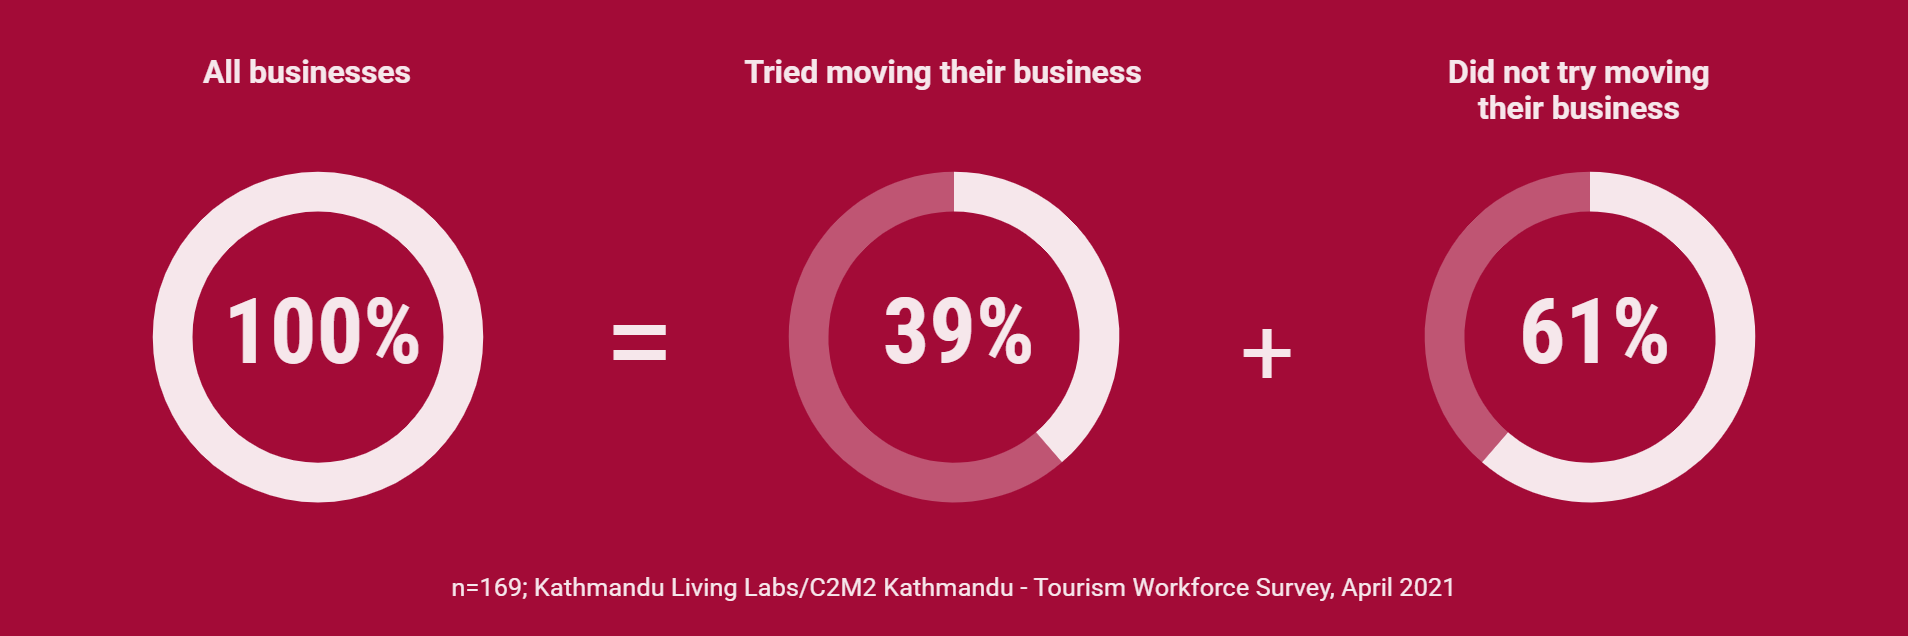 All businesses
Tried moving their business
Did not try moving
their business
100%
=
39%
+
61%
n=169; Kathmandu Living Labs/C2M2 Kathmandu - Tourism Workforce Survey, April 2021